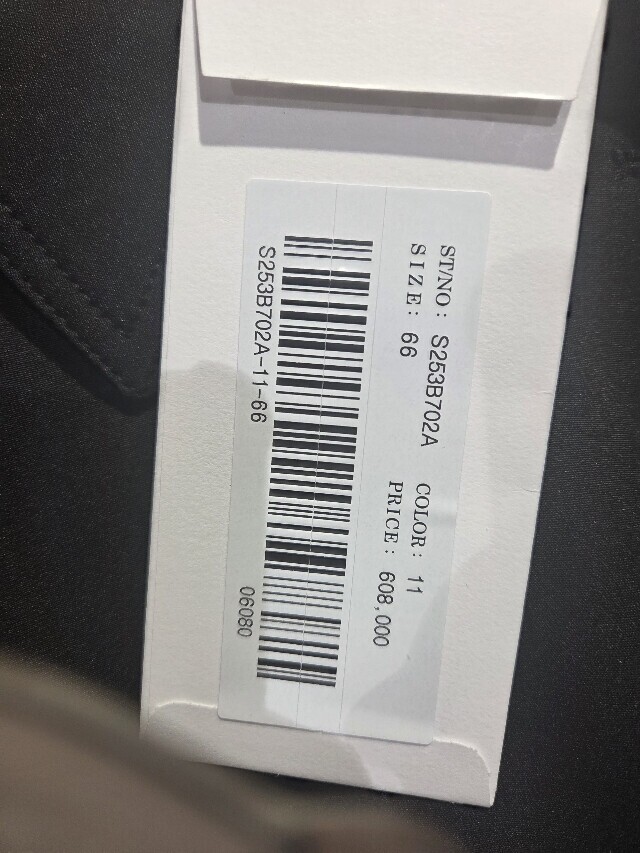 ST/NO: S253B702A COLOR: 11
SIZE: 66 PRICE: 608,000
S253B702A-11-66 06080